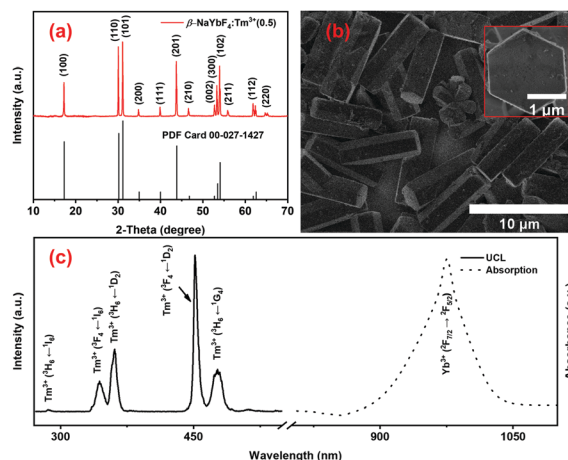 (a)
β-NaYbF₄:Tm³⁺(0.5)
(100)
(110)
(101)
(200)
(111)
(201)
(210)
(002)
(300)
(102)
(211)
(112)
(220)
PDF Card 00-027-1427
Intensity (a.u.)
10 20 30 40 50 60 70
2-Theta (degree)
(b)
1 µm
10 µm
(c)
UCL
Absorption
Tm³⁺ (³H₆←¹I₆)
Tm³⁺ (³F₄←¹I₆)
Tm³⁺ (³H₆←¹D₂)
Tm³⁺ (³F₄←¹D₂)
Tm³⁺ (³H₆←¹G₄)
Yb³⁺ (²F₇/₂→²F₅/₂)
Intensity (a.u.)
300 450 900 1050
Wavelength (nm)